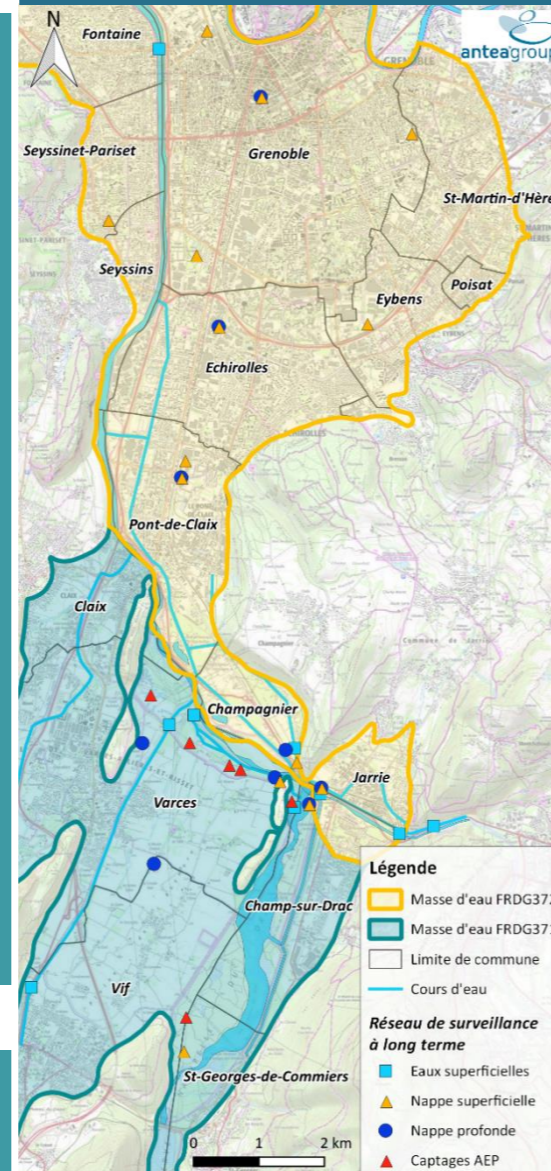 N
anteagroup
Fontaine
GRENOBLE
Seyssinet-Pariset
Grenoble
St-Martin-d'Hère
Seyssins
Eybens
Poisat
Echirolles
Pont-de-Claix
Claix
Champagnier
Jarrie
Varces
Champ-sur-Drac
Vif
St-Georges-de-Commiers
0 1 2 km
Légende
Masse d'eau FRDG372
Masse d'eau FRDG371
Limite de commune
Cours d'eau
Réseau de surveillance
à long terme
Eaux superficielles
Nappe superficielle
Nappe profonde
Captages AEP